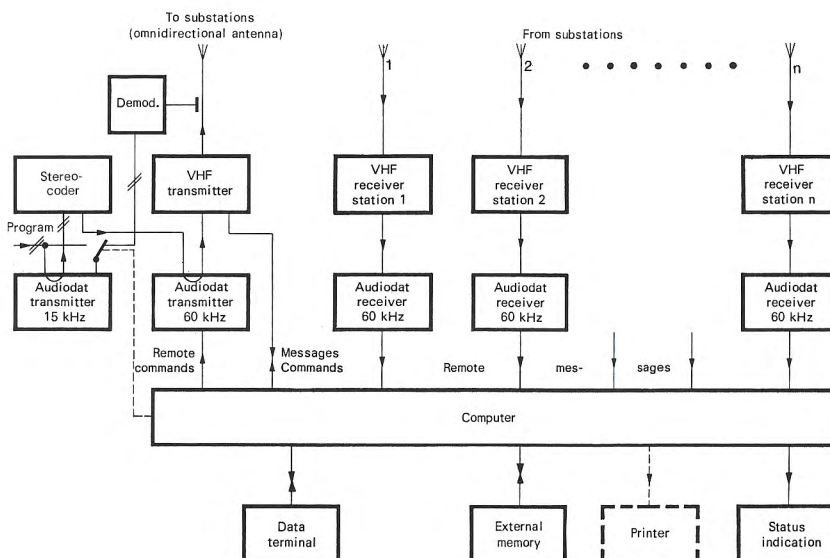 To substations
(omnidirectional antenna)
From substations
1
2
n
Demod.
Stereo-
coder
VHF
transmitter
VHF
receiver
station 1
VHF
receiver
station 2
VHF
receiver
station n
Program
Audiodat
transmitter
15 kHz
Audiodat
transmitter
60 kHz
Audiodat
receiver
60 kHz
Audiodat
receiver
60 kHz
Audiodat
receiver
60 kHz
Remote
commands
Messages
Commands
Remote mes- sages
Computer
Data
terminal
External
memory
Printer
Status
indication